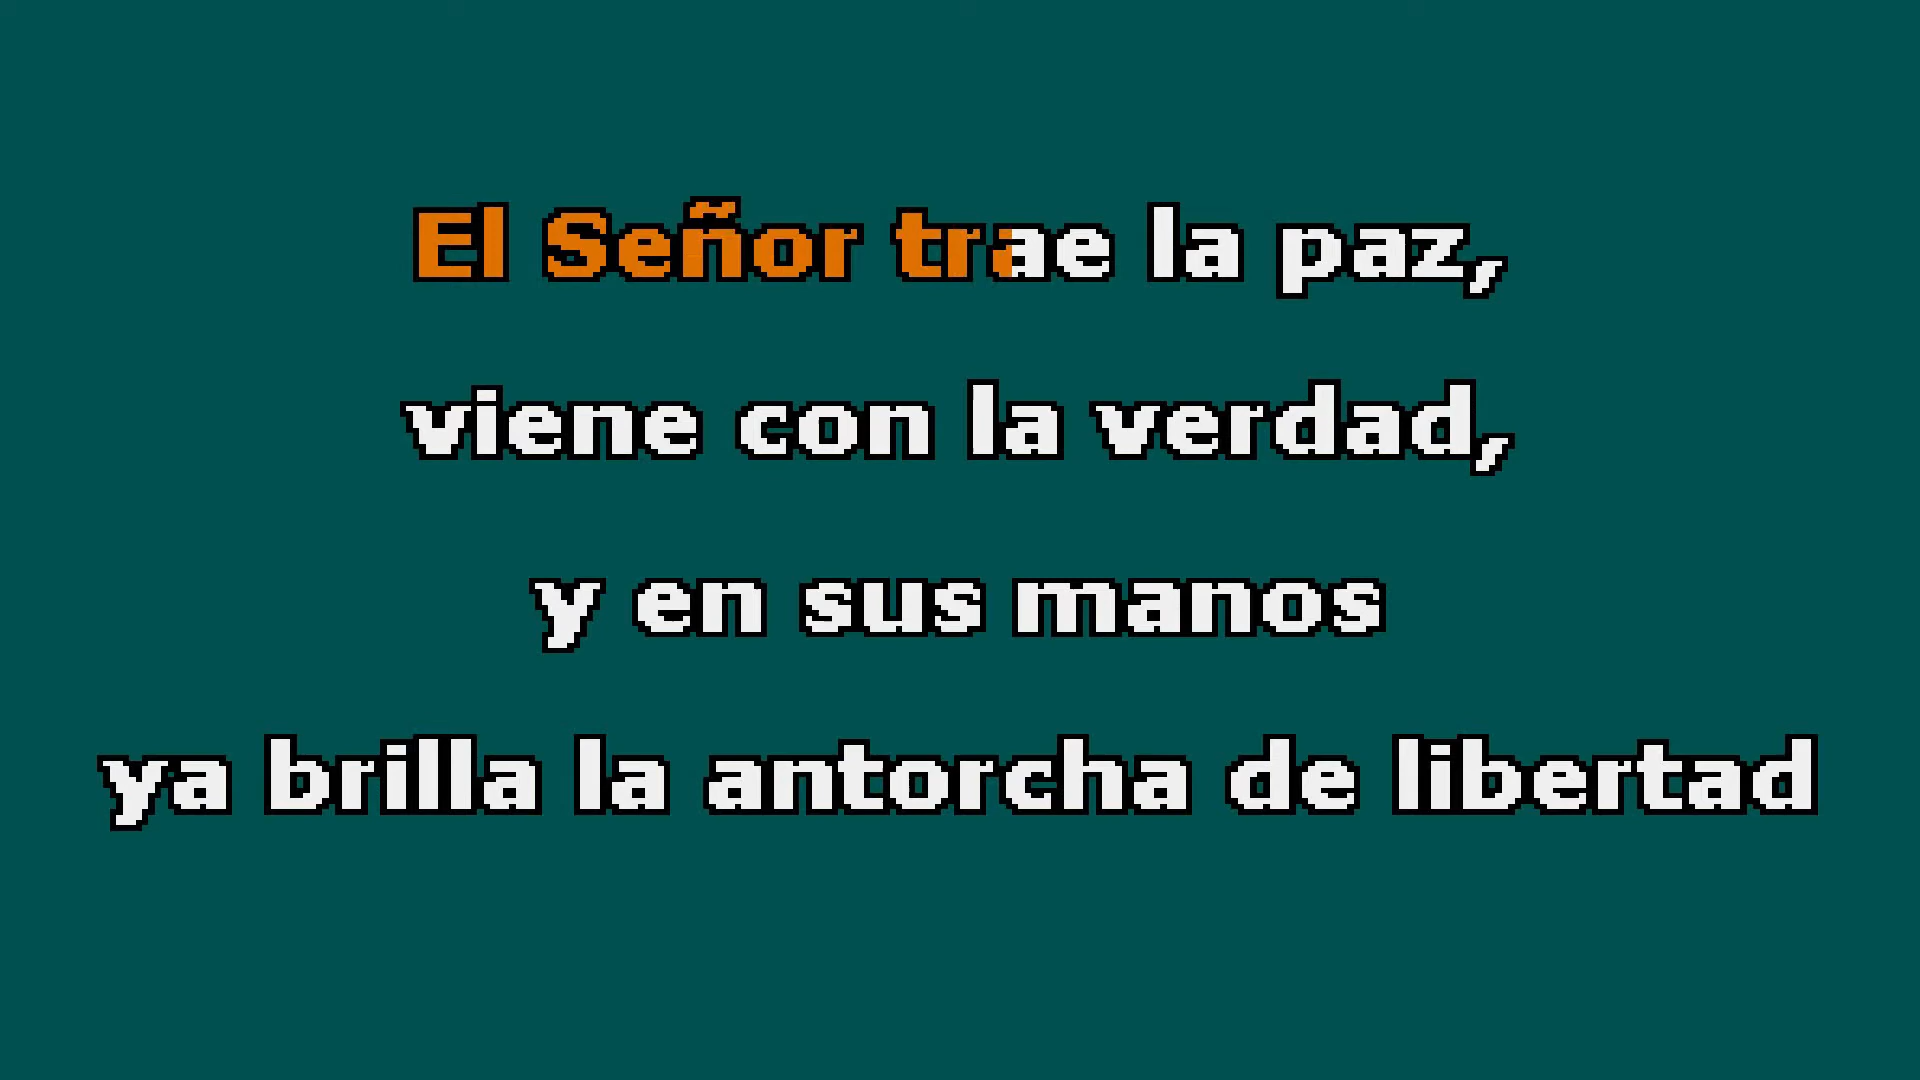 El Señor trae la paz,
viene con la verdad,
y en sus manos
ya brilla la antorcha de libertad